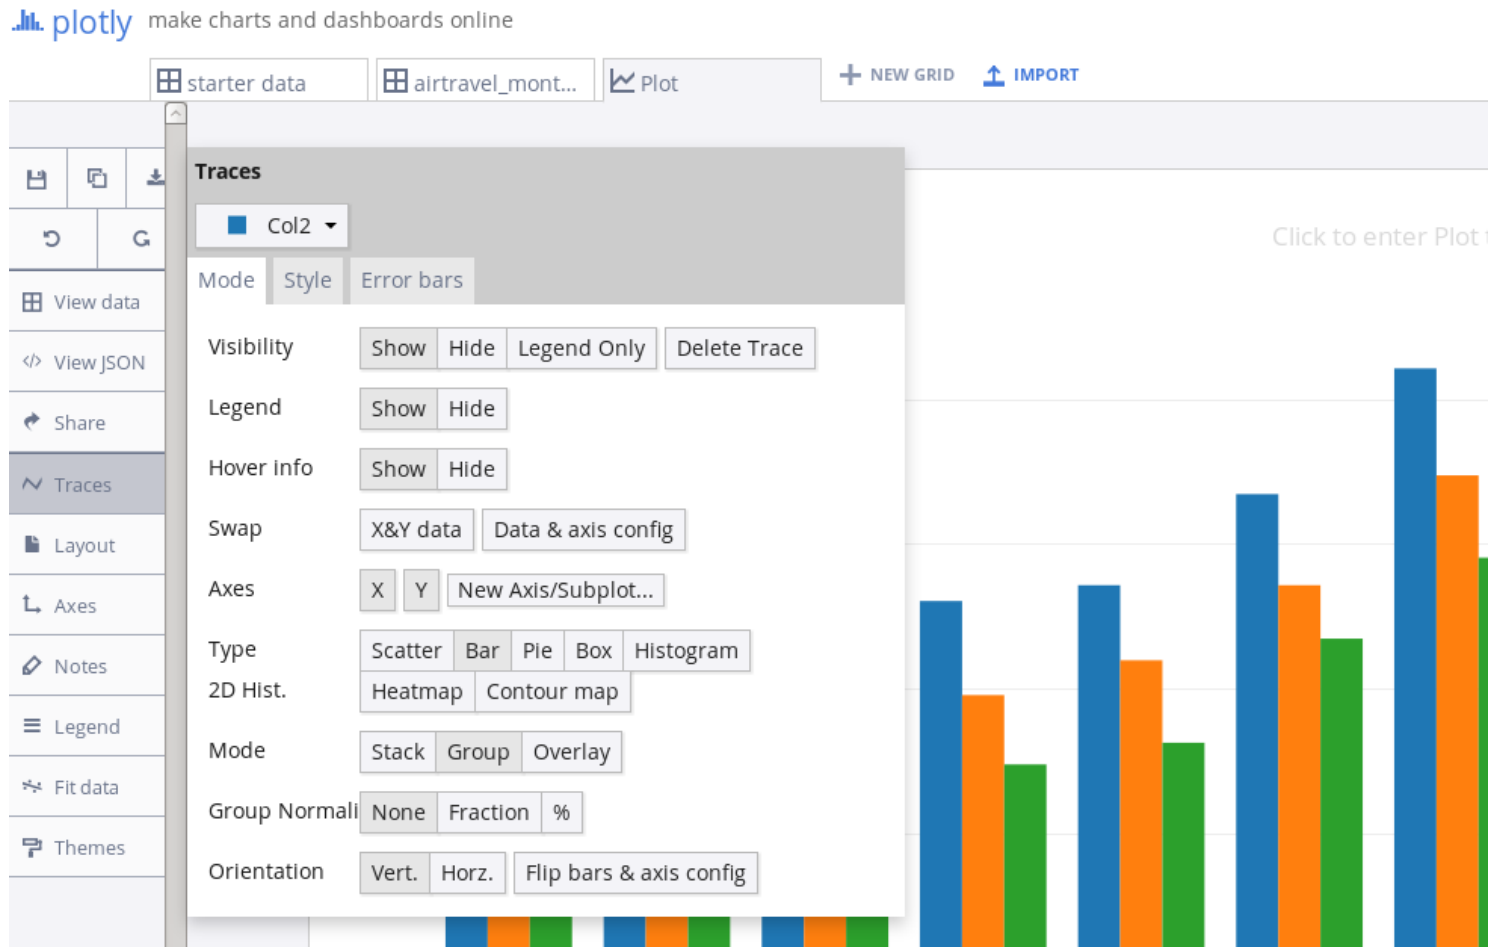 plotly make charts and dashboards online
starter data airtravel_mont... Plot NEW GRID IMPORT
Traces
Col2
Click to enter Plot
Mode Style Error bars
View data
View JSON
Share
Traces
Layout
Axes
Notes
Legend
Fit data
Themes
Visibility Show Hide Legend Only Delete Trace
Legend Show Hide
Hover info Show Hide
Swap X&Y data Data & axis config
Axes X Y New Axis/Subplot...
Type Scatter Bar Pie Box Histogram
2D Hist. Heatmap Contour map
Mode Stack Group Overlay
Group Normali None Fraction %
Orientation Vert. Horz. Flip bars & axis config